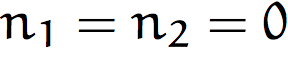 n₁ = n₂ = 0